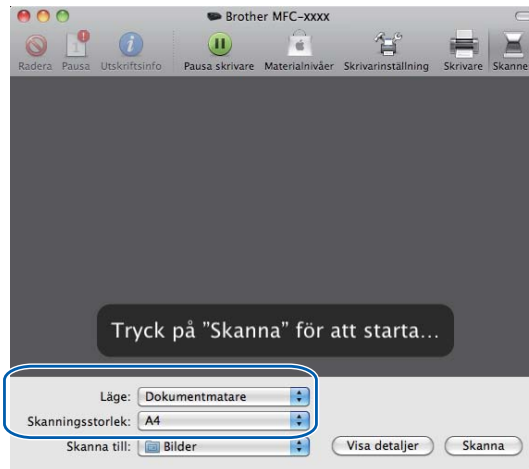 Brother MFC-xxxx
Radera Pausa Utskriftsinfo Pausa skrivare Materialnivåer Skrivarinställning Skrivare Skanne
Tryck på "Skanna" för att starta...
Läge: Dokumentmatare
Skanningsstorlek: A4
Skanna till: Bilder Visa detaljer Skanna